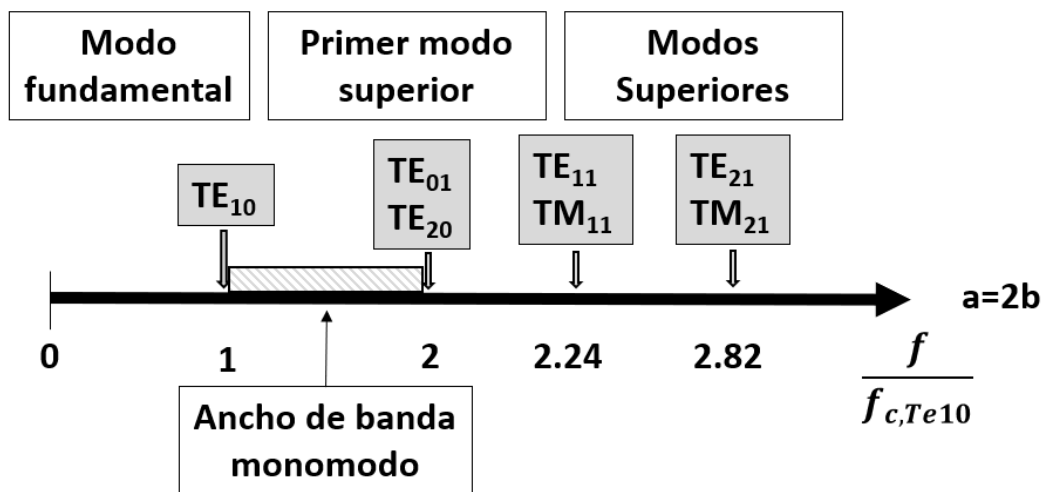 Modo
fundamental
Primer modo
superior
Modos
Superiores
TE₁₀
TE₀₁
TE₂₀
TE₁₁
TM₁₁
TE₂₁
TM₂₁
a=2b
0
1
2
2.24
2.82
f
f c,Te10
Ancho de banda
monomodo